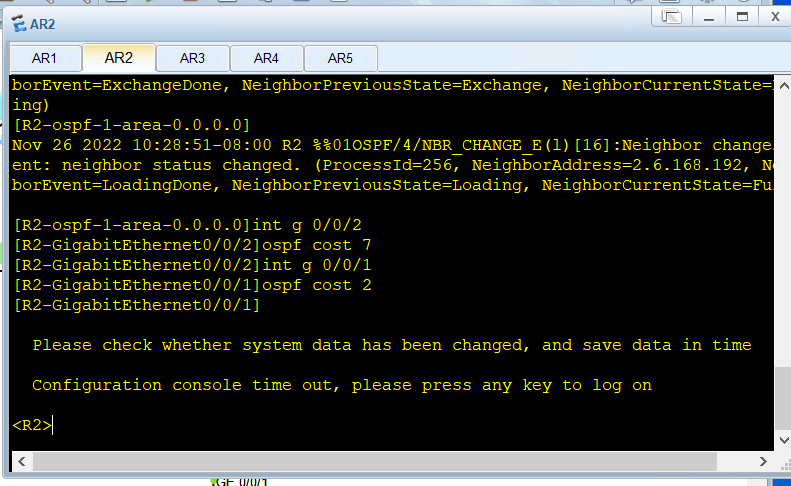 AR2
X
AR1 AR2 AR3 AR4 AR5
borEvent=ExchangeDone, NeighborPreviousState=Exchange, NeighborCurrentState=
ing)
[R2-ospf-1-area-0.0.0.0]
Nov 26 2022 10:28:51-08:00 R2 %%01OSPF/4/NBR_CHANGE_E(l)[16]:Neighbor change
ent: neighbor status changed. (ProcessId=256, NeighborAddress=2.6.168.192, Ne
borEvent=LoadingDone, NeighborPreviousState=Loading, NeighborCurrentState=Fu
[R2-ospf-1-area-0.0.0.0]int g 0/0/2
[R2-GigabitEthernet0/0/2]ospf cost 7
[R2-GigabitEthernet0/0/2]int g 0/0/1
[R2-GigabitEthernet0/0/1]ospf cost 2
[R2-GigabitEthernet0/0/1]
Please check whether system data has been changed, and save data in time
Configuration console time out, please press any key to log on
<R2>
GE 0/0/1